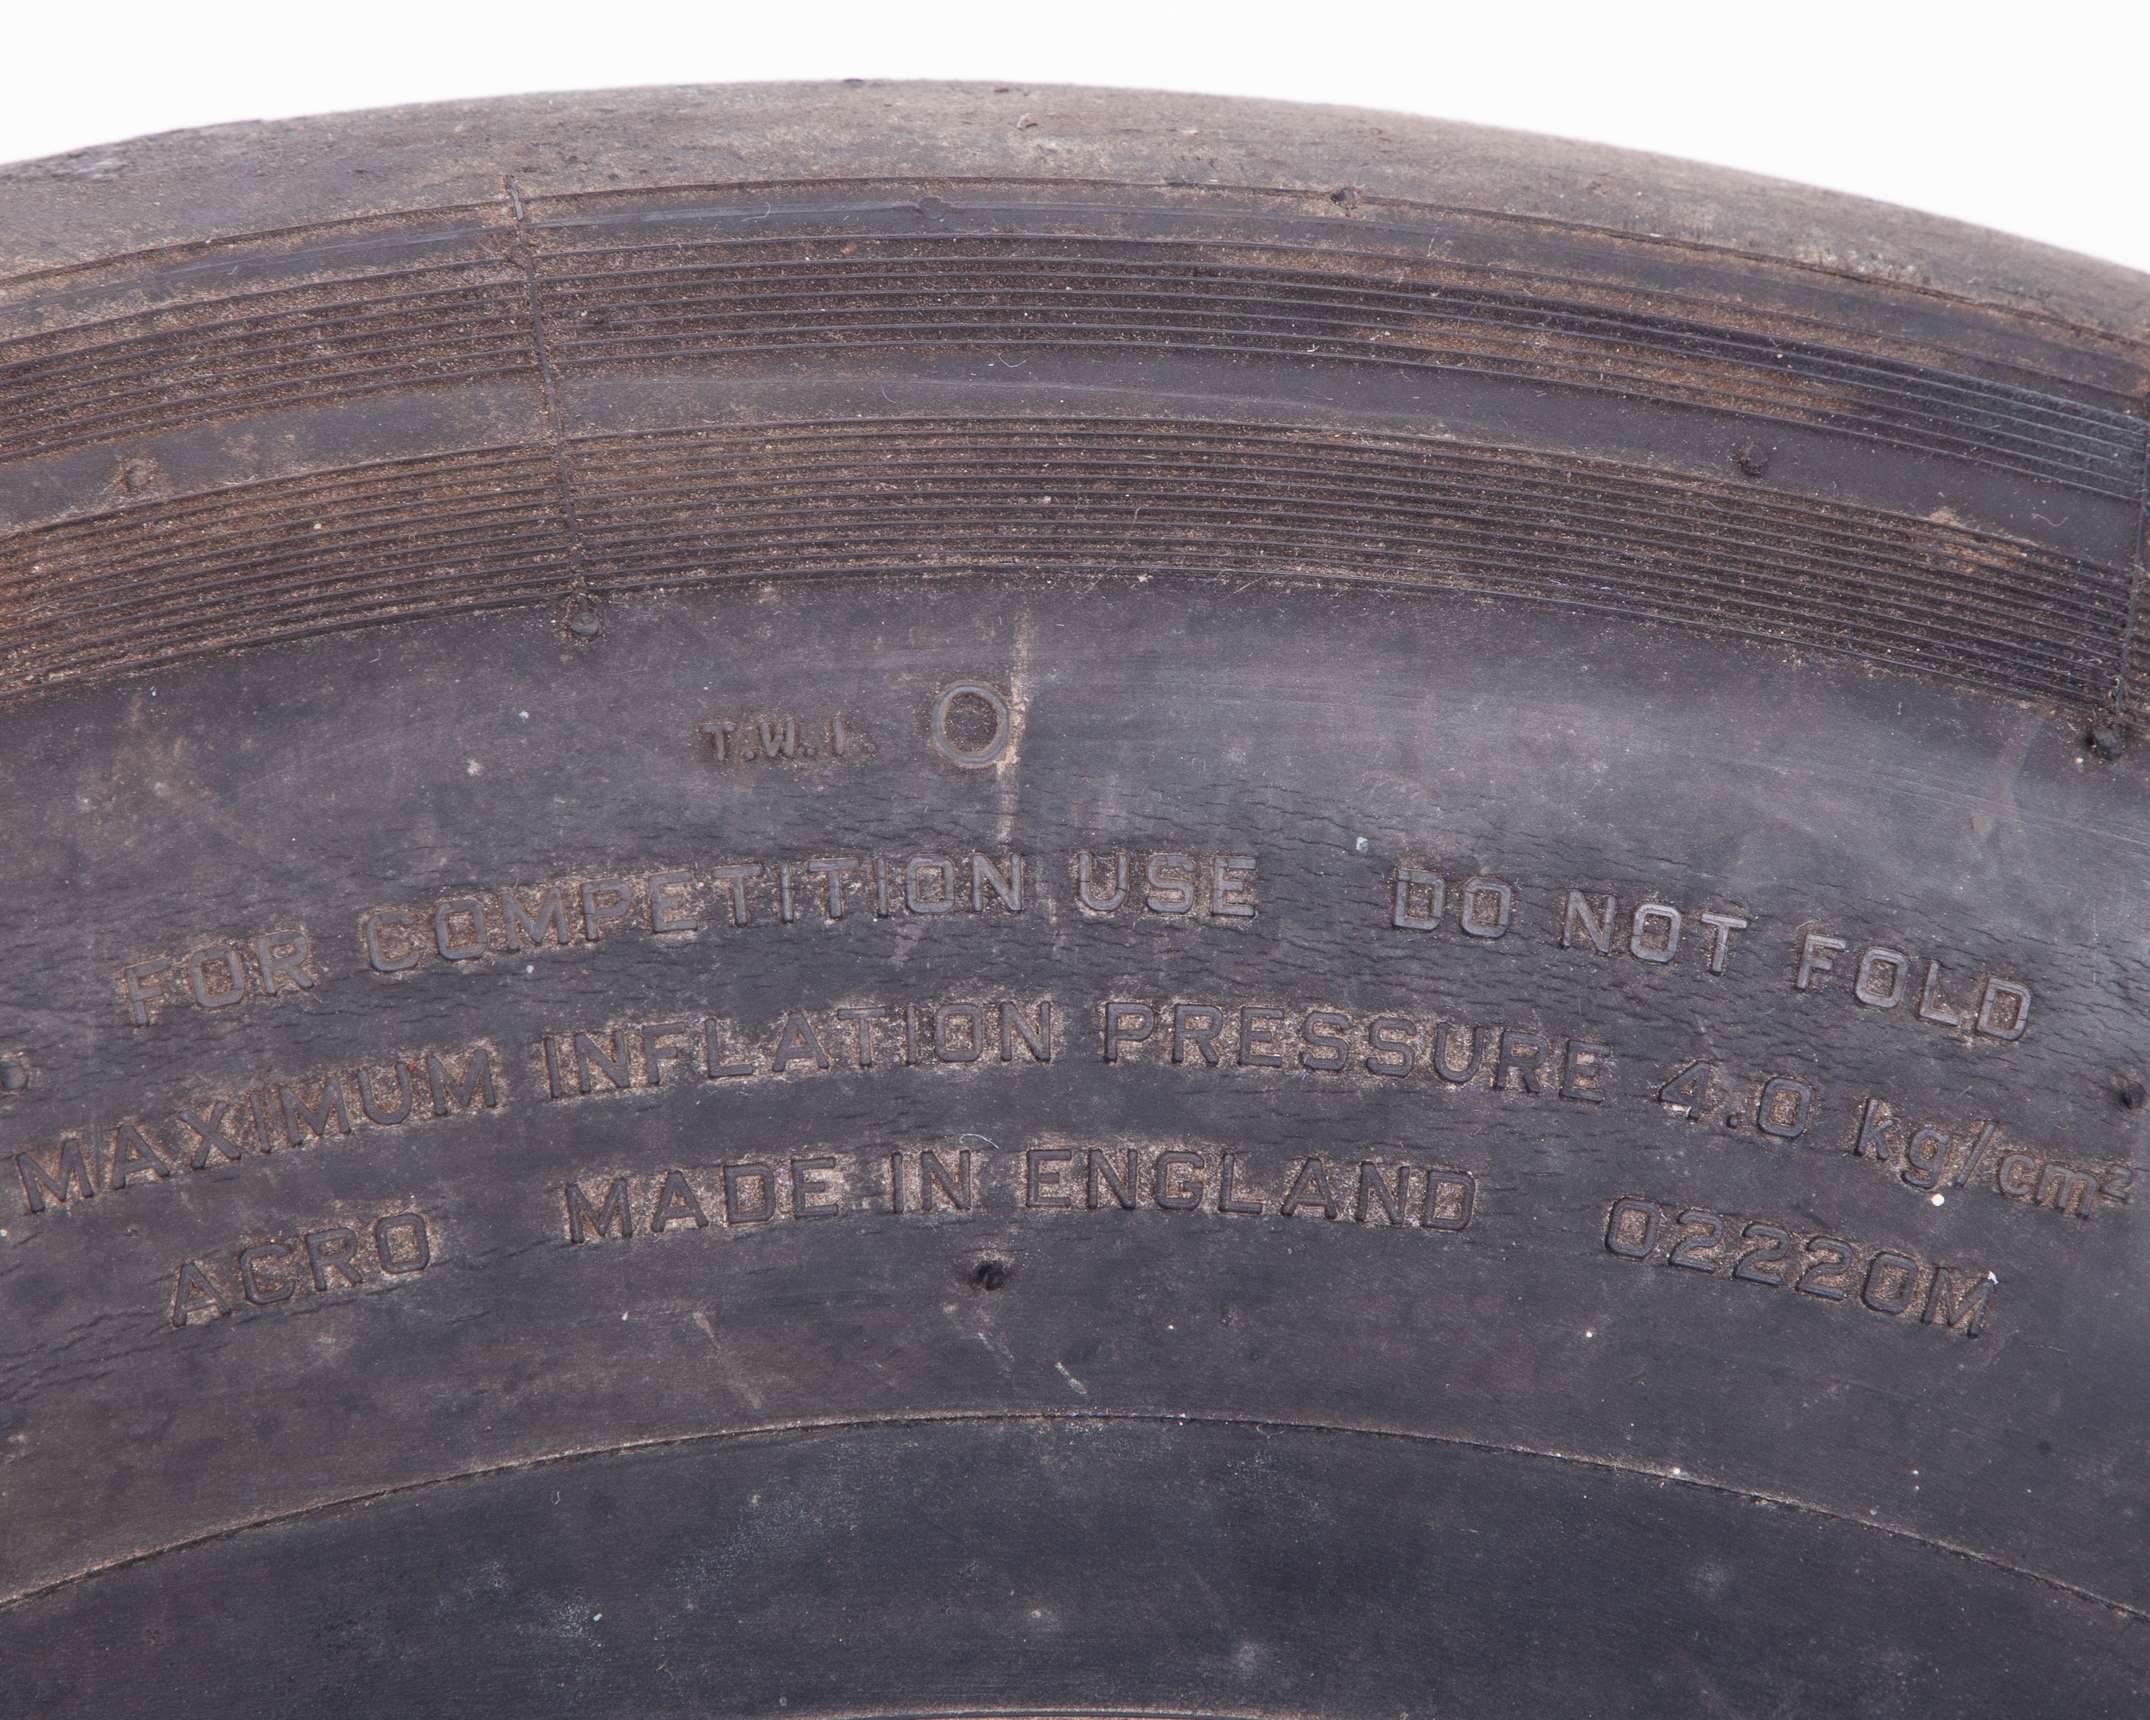 T.W.I.
FOR COMPETITION USE DO NOT FOLD
MAXIMUM INFLATION PRESSURE 4.0 kg/cm²
ACRO MADE IN ENGLAND 02220M